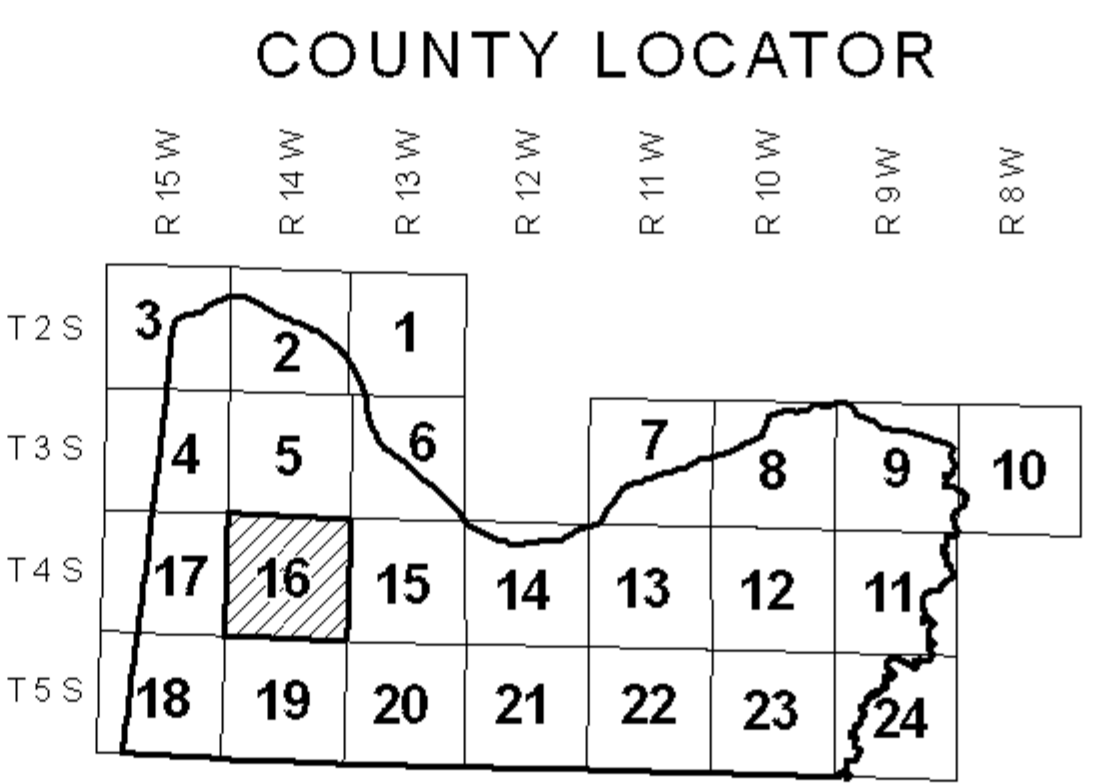 COUNTY LOCATOR
R 15 W R 14 W R 13 W R 12 W R 11 W R 10 W R 9 W R 8 W
T 2 S 3 2 1
T 3 S 4 5 6 7 8 9 10
T 4 S 17 16 15 14 13 12 11
T 5 S 18 19 20 21 22 23 24